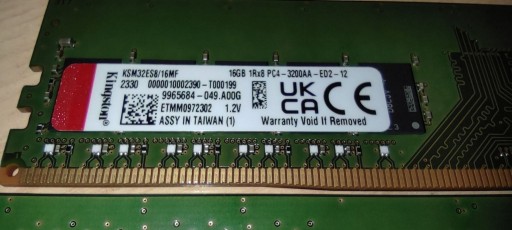 Kingston
KSM32ES8/16MF
16GB 1Rx8 PC4-3200AA-ED2-12
2330 0000010002390-T000199
9965684-049.A00G
ETMM0972302 1.2V
ASSY IN TAIWAN (1)
UK
CA
CE
Warranty Void If Removed